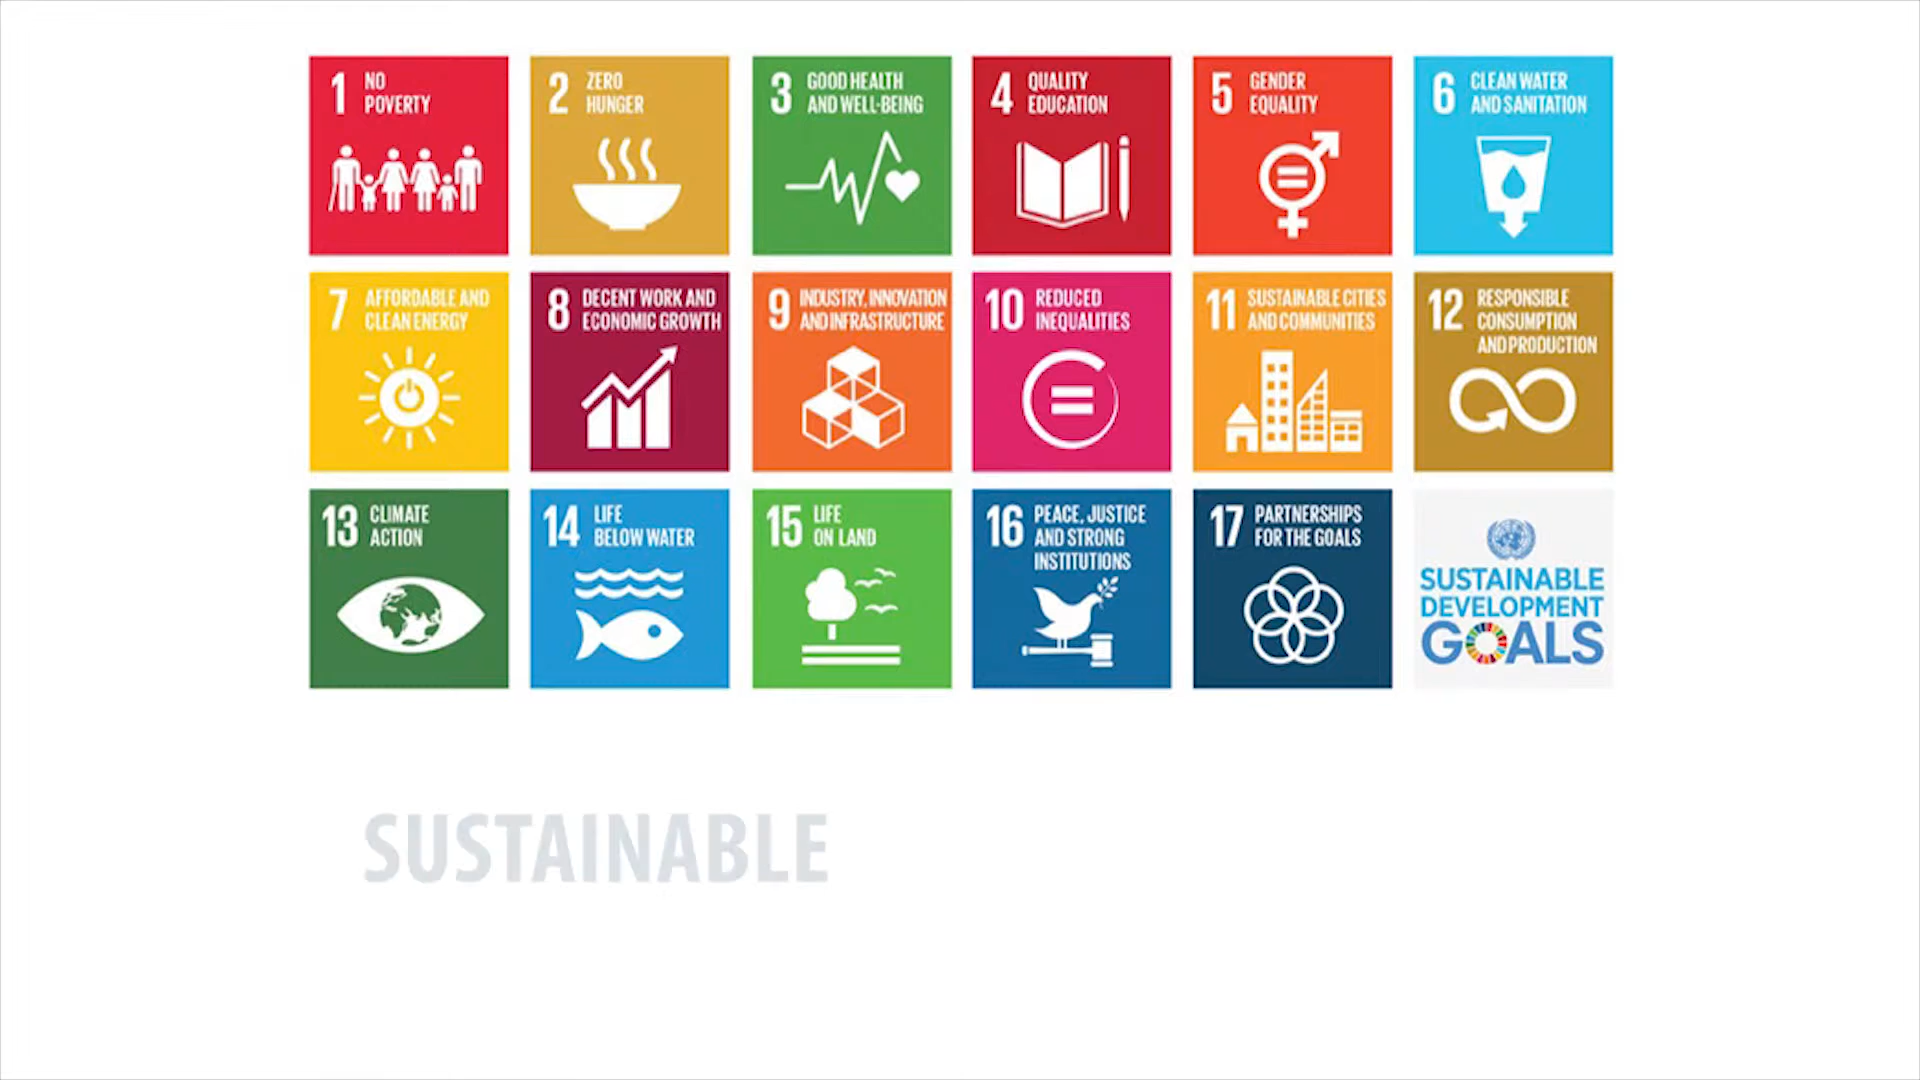 1 NO
POVERTY
2 ZERO
HUNGER
3 GOOD HEALTH
AND WELL-BEING
4 QUALITY
EDUCATION
5 GENDER
EQUALITY
6 CLEAN WATER
AND SANITATION
7 AFFORDABLE AND
CLEAN ENERGY
8 DECENT WORK AND
ECONOMIC GROWTH
9 INDUSTRY, INNOVATION
AND INFRASTRUCTURE
10 REDUCED
INEQUALITIES
11 SUSTAINABLE CITIES
AND COMMUNITIES
12 RESPONSIBLE
CONSUMPTION
AND PRODUCTION
13 CLIMATE
ACTION
14 LIFE
BELOW WATER
15 LIFE
ON LAND
16 PEACE, JUSTICE
AND STRONG
INSTITUTIONS
17 PARTNERSHIPS
FOR THE GOALS
SUSTAINABLE
DEVELOPMENT
GOALS
SUSTAINABLE